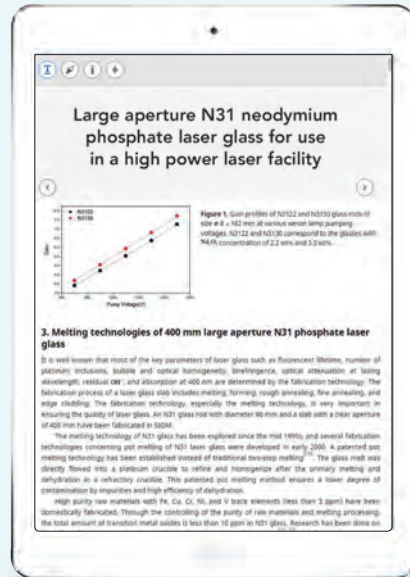 T
Large aperture N31 neodymium
phosphate laser glass for use
in a high power laser facility
N3122
N3130
Gain
Pump Voltage(V)
Figure 1. Gain profiles of N3122 and N3130 glass rods of
size ø 8 × 162 mm at various xenon lamp pumping
voltages. N3122 and N3130 correspond to the glasses with
Nd₂O₃ concentration of 2.2 wt% and 3.0 wt%.
3. Melting technologies of 400 mm large aperture N31 phosphate laser
glass
It is well known that most of the key parameters of laser glass such as fluorescent lifetime, number of
platinum inclusions, bubble and optical homogeneity, birefringence, optical attenuation at lasing
wavelength, residual OH⁻, and absorption at 400 nm are determined by the fabrication technology. The
fabrication process of a laser glass slab includes melting, forming, rough annealing, fine annealing, and
edge cladding. The fabrication technology, especially the melting technology, is very important in
ensuring the quality of laser glass. An N31 glass rod with diameter 90 mm and a slab with a clear aperture
of 400 mm have been fabricated in SIOM.
The melting technology of N31 glass has been explored since the mid 1990s, and several fabrication
technologies concerning pot melting of N31 laser glass were developed in early 2000. A patented pot
melting technology has been established instead of traditional two-step melting. The glass melt was
directly flowed into a platinum crucible to refine and homogenize after the primary melting and
dehydration in a refractory crucible. This patented pot melting method ensures a lower degree of
contamination by impurities and high efficiency of dehydration.
High purity raw materials with Fe, Cu, Cr, Ni, and V trace elements (less than 3 ppm) have been
domestically fabricated. Through the controlling of the purity of raw materials and melting processing,
the total amount of transition metal oxides is less than 10 ppm in N31 glass. Research has been done on